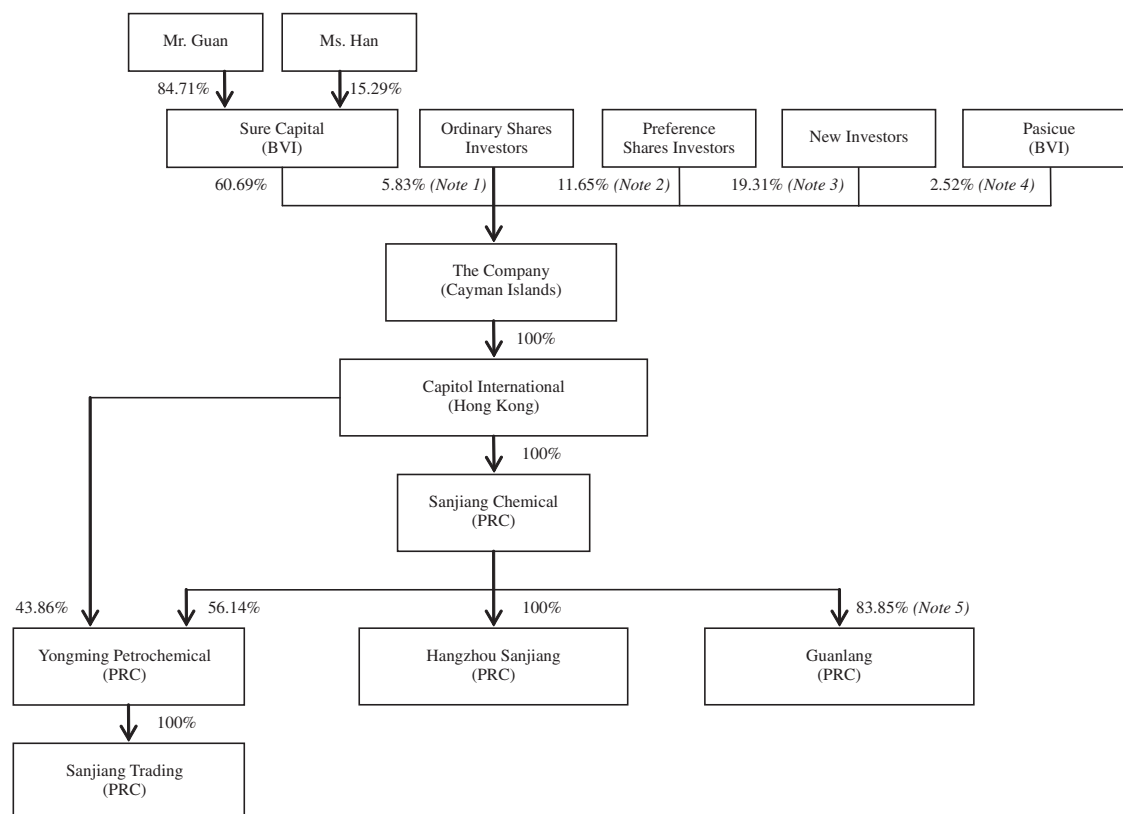 Mr. Guan
Ms. Han
84.71%
15.29%
Sure Capital
(BVI)
Ordinary Shares
Investors
Preference
Shares Investors
New Investors
Pasicue
(BVI)
60.69%
5.83% (Note 1)
11.65% (Note 2)
19.31% (Note 3)
2.52% (Note 4)
The Company
(Cayman Islands)
100%
Capitol International
(Hong Kong)
100%
Sanjiang Chemical
(PRC)
43.86%
56.14%
100%
83.85% (Note 5)
Yongming Petrochemical
(PRC)
Hangzhou Sanjiang
(PRC)
Guanlang
(PRC)
100%
Sanjiang Trading
(PRC)